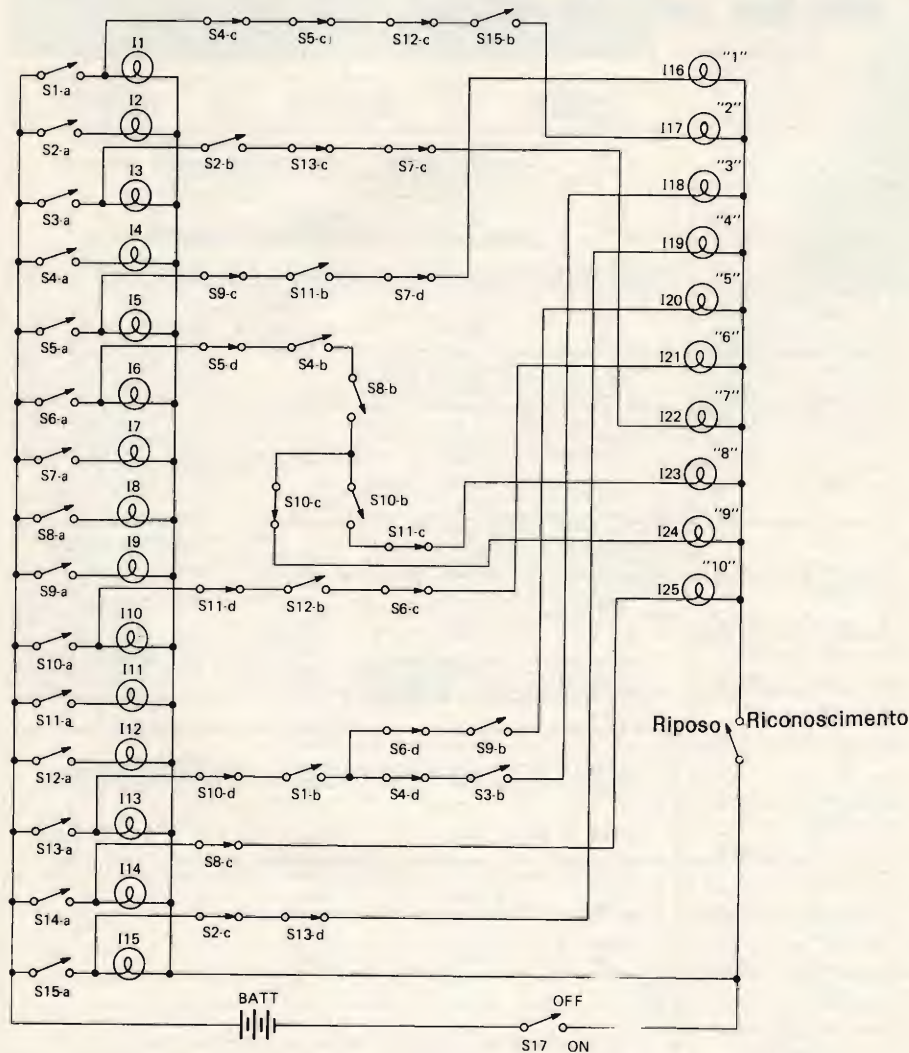 S4-c S5-c S12-c S15-b
I1
S1-a
I16 "1"
I2
S2-a
I17 "2"
S2-b S13-c S7-c
I3
S3-a
I18 "3"
I4
S4-a
I19 "4"
S9-c S11-b S7-d
I5
S5-a
I20 "5"
S5-d S4-b
S8-b
I6
S6-a
I21 "6"
I7
S7-a
I22 "7"
I8
S8-a
S10-c S10-b
S11-c
I23 "8"
I9
S9-a
I24 "9"
S11-d S12-b S6-c
I25 "10"
I10
S10-a
I11
S11-a
Riposo Riconoscimento
I12
S12-a
S6-d S9-b
S10-d S1-b S4-d S3-b
I13
S13-a
S8-c
I14
S14-a
S2-c S13-d
I15
S15-a
BATT
OFF
S17 ON